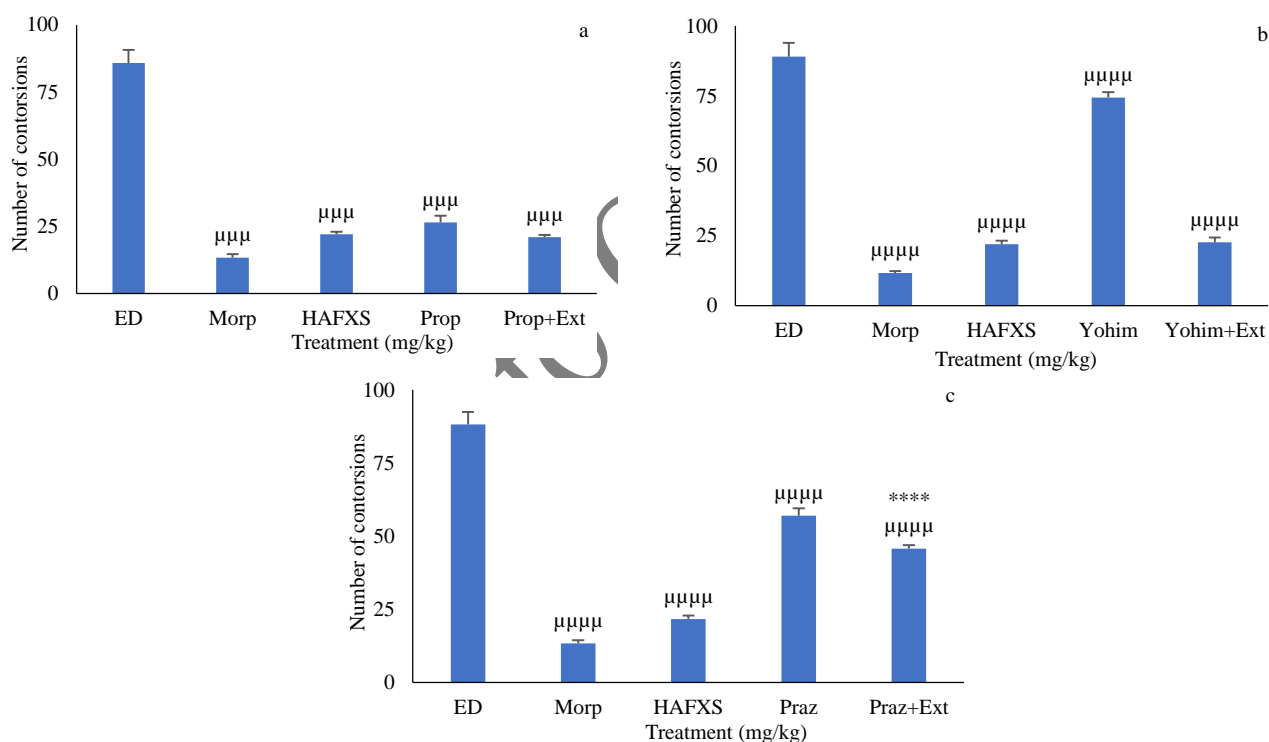 a
Number of contorsions
100
75
50
25
0
µµµ
µµµ
µµµ
µµµ
ED Morp HAFXS Prop Prop+Ext
Treatment (mg/kg)
b
Number of contorsions
100
75
50
25
0
µµµµ
µµµµ
µµµµ
µµµµ
ED Morp HAFXS Yohim Yohim+Ext
Treatment (mg/kg)
c
Number of contorsions
100
75
50
25
0
µµµµ
µµµµ
µµµµ
****
µµµµ
ED Morp HAFXS Praz Praz+Ext
Treatment (mg/kg)